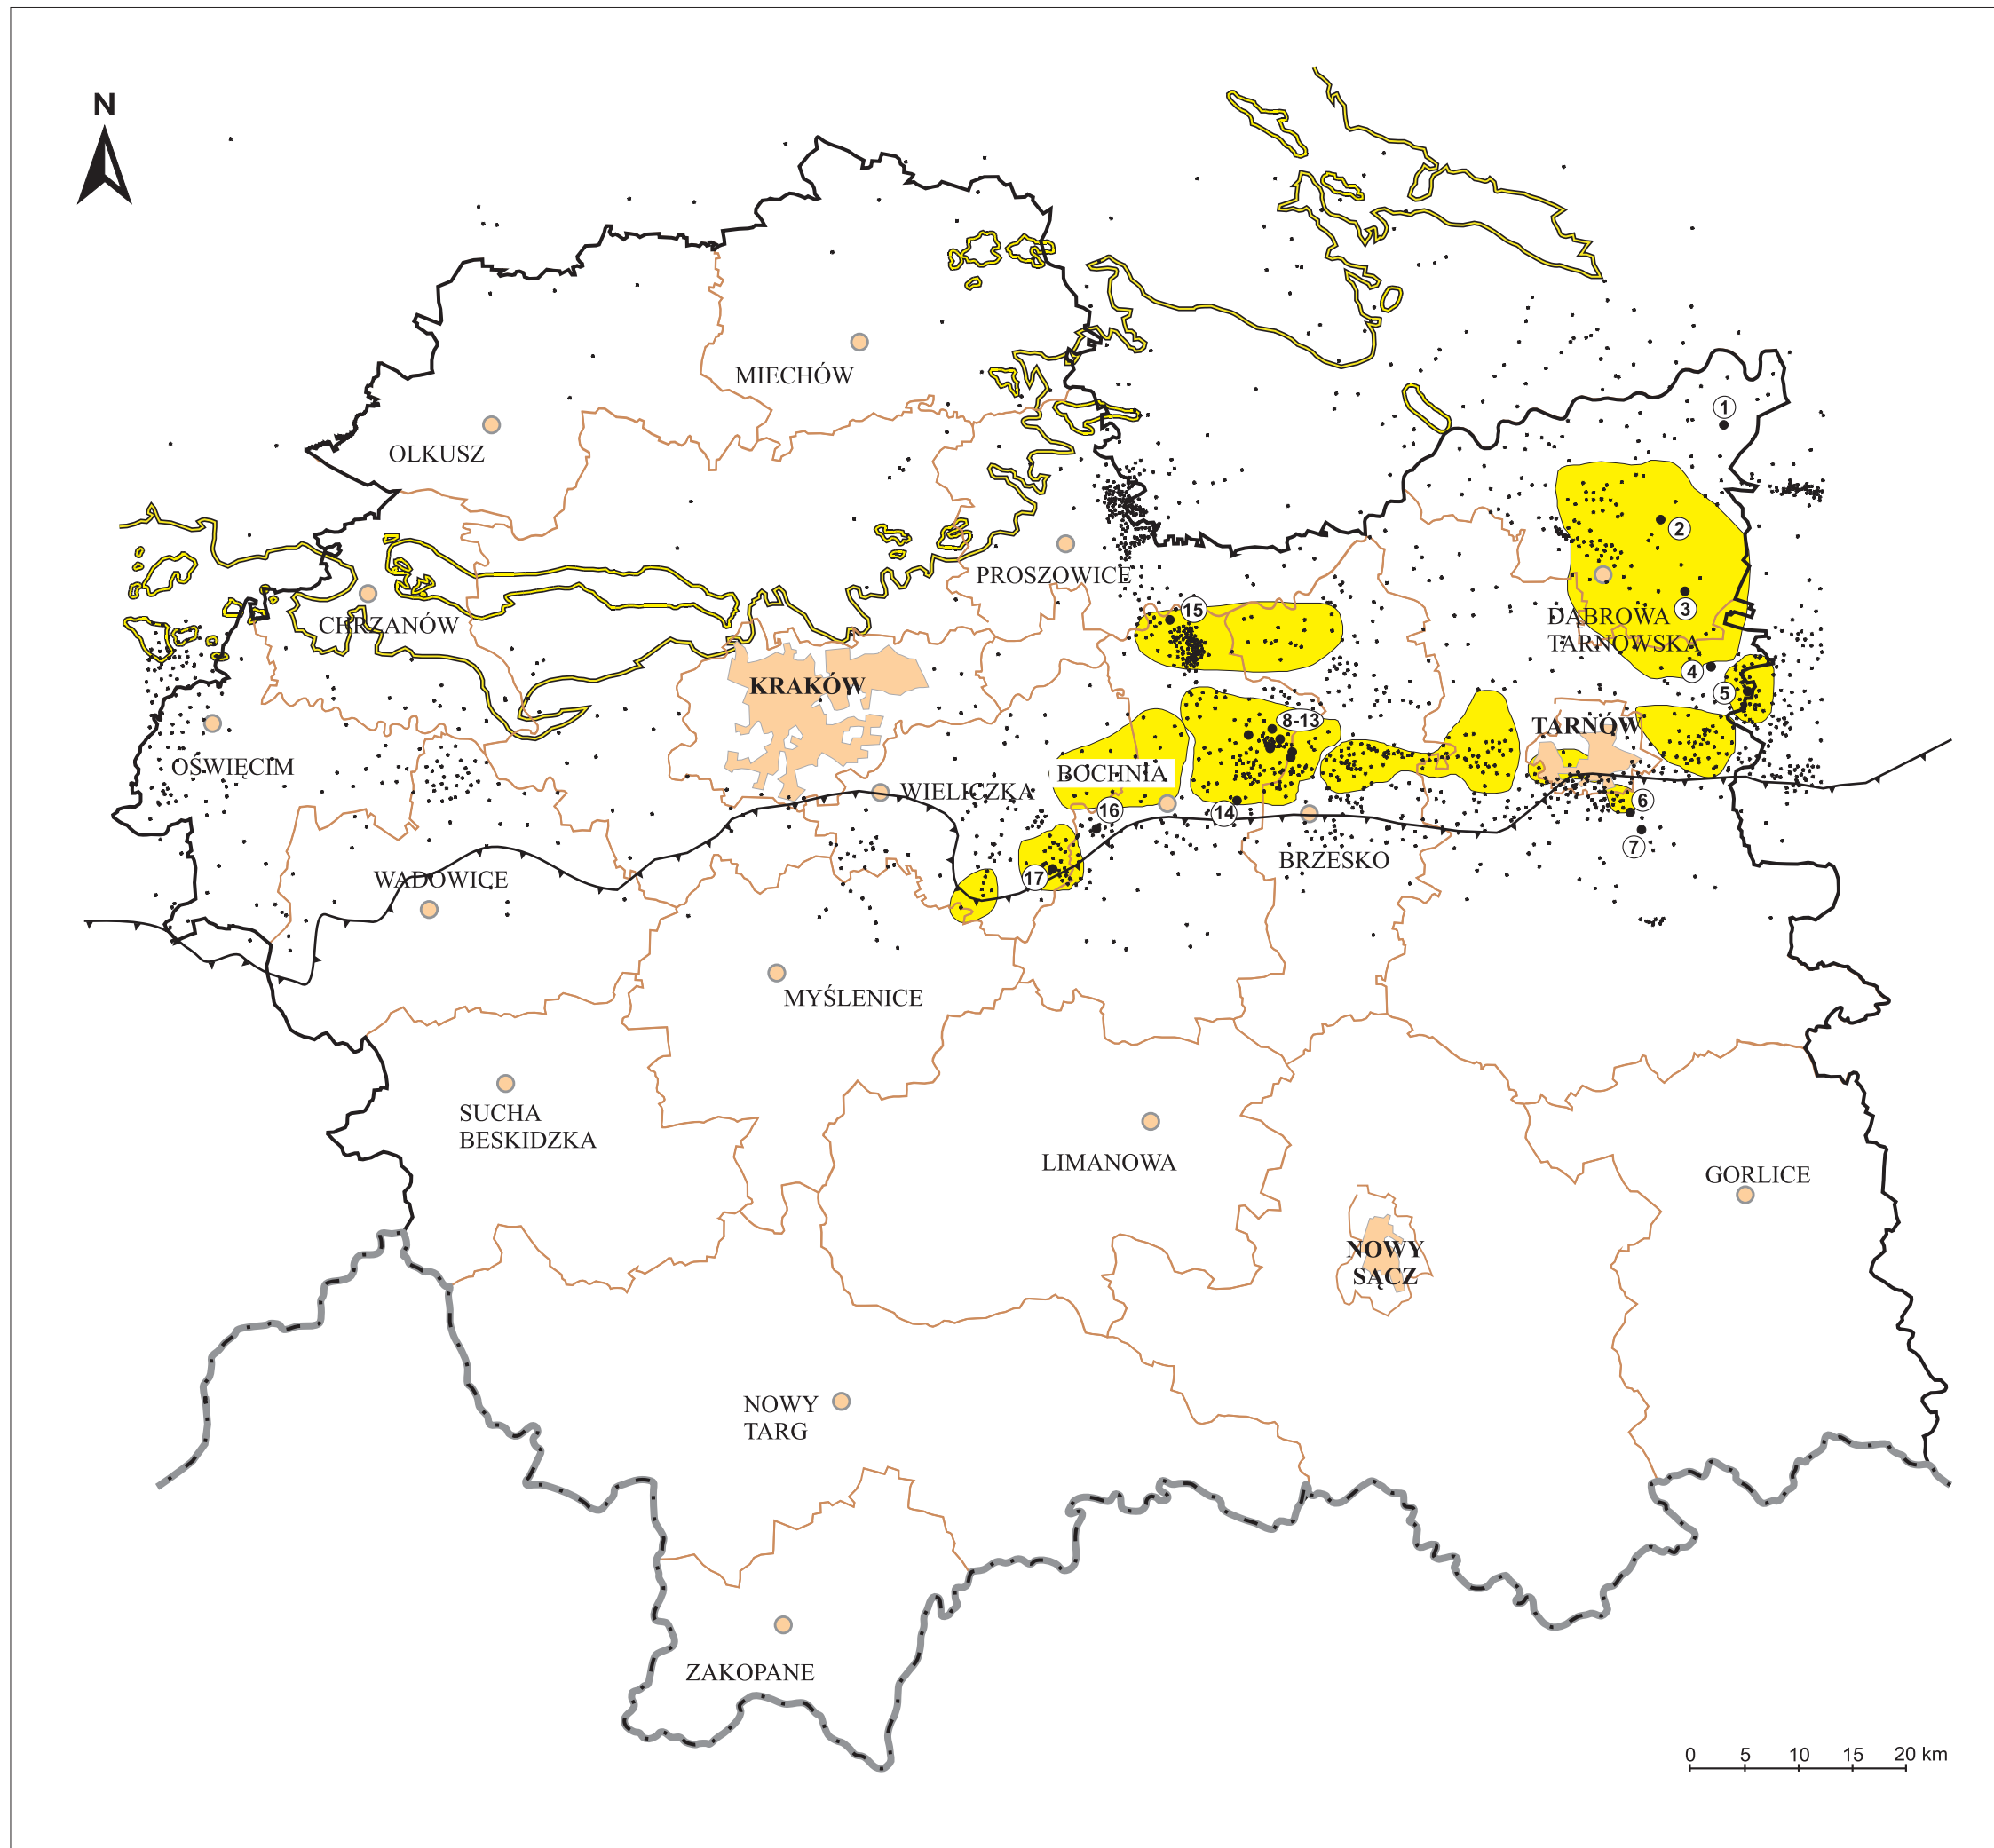 N
MIECHÓW
1
OLKUSZ
2
PROSZOWICE
15
3
DĄBROWA
TARNOWSKA
CHRZANÓW
4
KRAKÓW
5
8-13
TARNÓW
OŚWIĘCIM
BOCHNIA
WIELICZKA
6
16
14
7
BRZESKO
WADOWICE
17
MYŚLENICE
SUCHA
BESKIDZKA
LIMANOWA
GORLICE
NOWY
SĄCZ
NOWY
TARG
ZAKOPANE
0 5 10 15 20 km